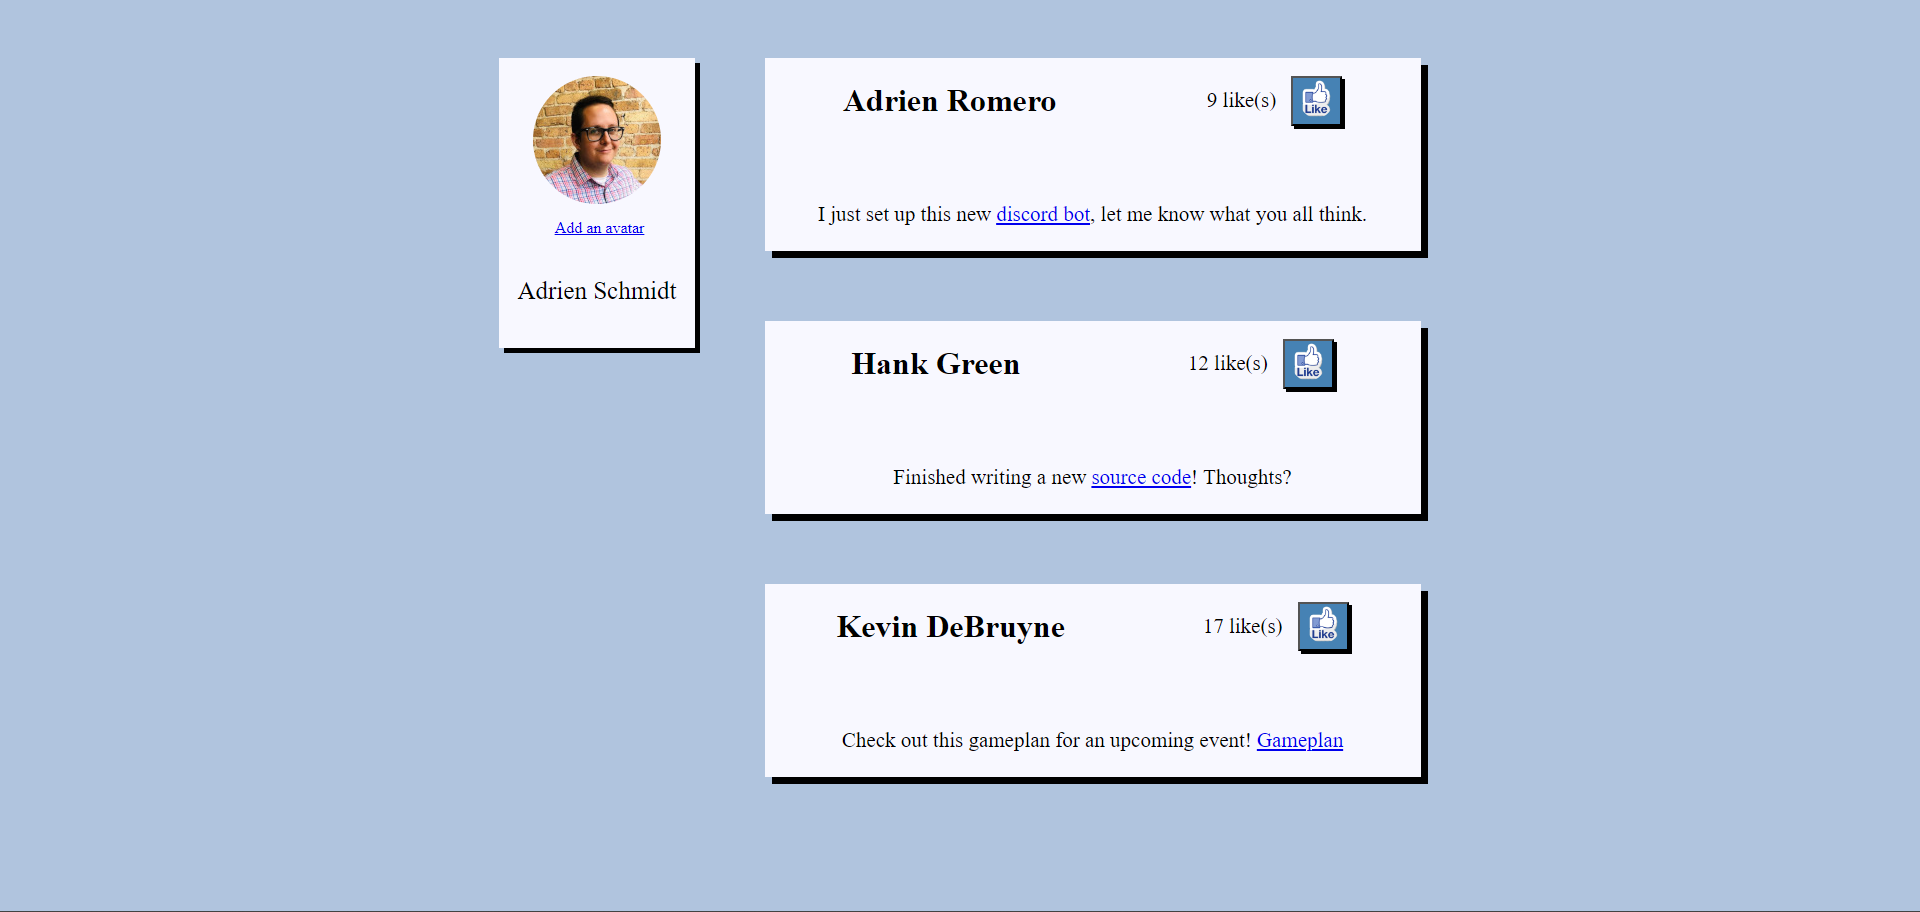 Add an avatar
Adrien Schmidt
Adrien Romero
9 like(s)
Like
I just set up this new discord bot, let me know what you all think.
Hank Green
12 like(s)
Like
Finished writing a new source code! Thoughts?
Kevin DeBruyne
17 like(s)
Like
Check out this gameplan for an upcoming event! Gameplan